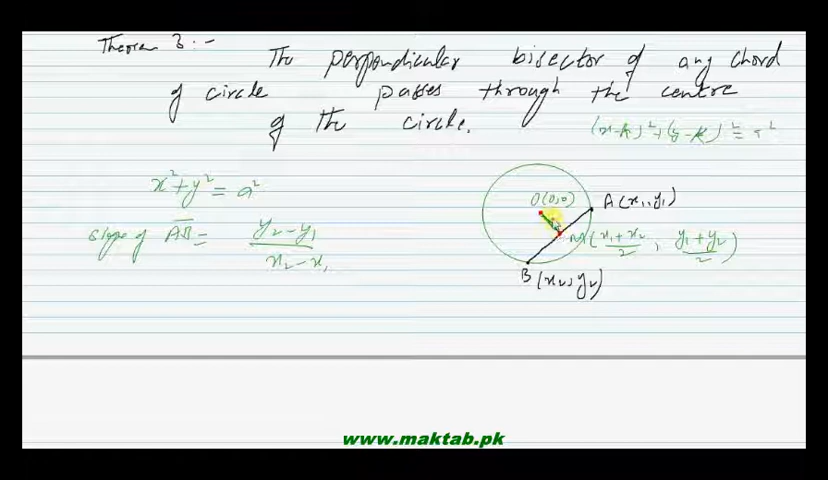 Theorem 3 :-
The perpendicular bisector of any chord
of circle passes through the centre
of the circle.
(x-h)²+(y-k)² = a²
x²+y² = a²
O(0,0)
A(x₁,y₁)
slope of AB = y₂-y₁ / x₂-x₁
M(x₁+x₂/2, y₁+y₂/2)
B(x₂,y₂)
www.maktab.pk